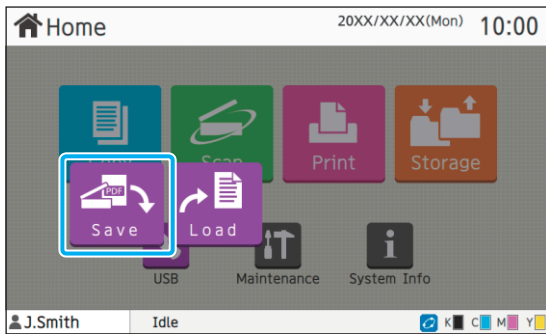 Home
20XX/XX/XX(Mon) 10:00
Copy Scan Print Storage
PDF
Save Load
USB Maintenance System Info
J.Smith Idle K C M Y